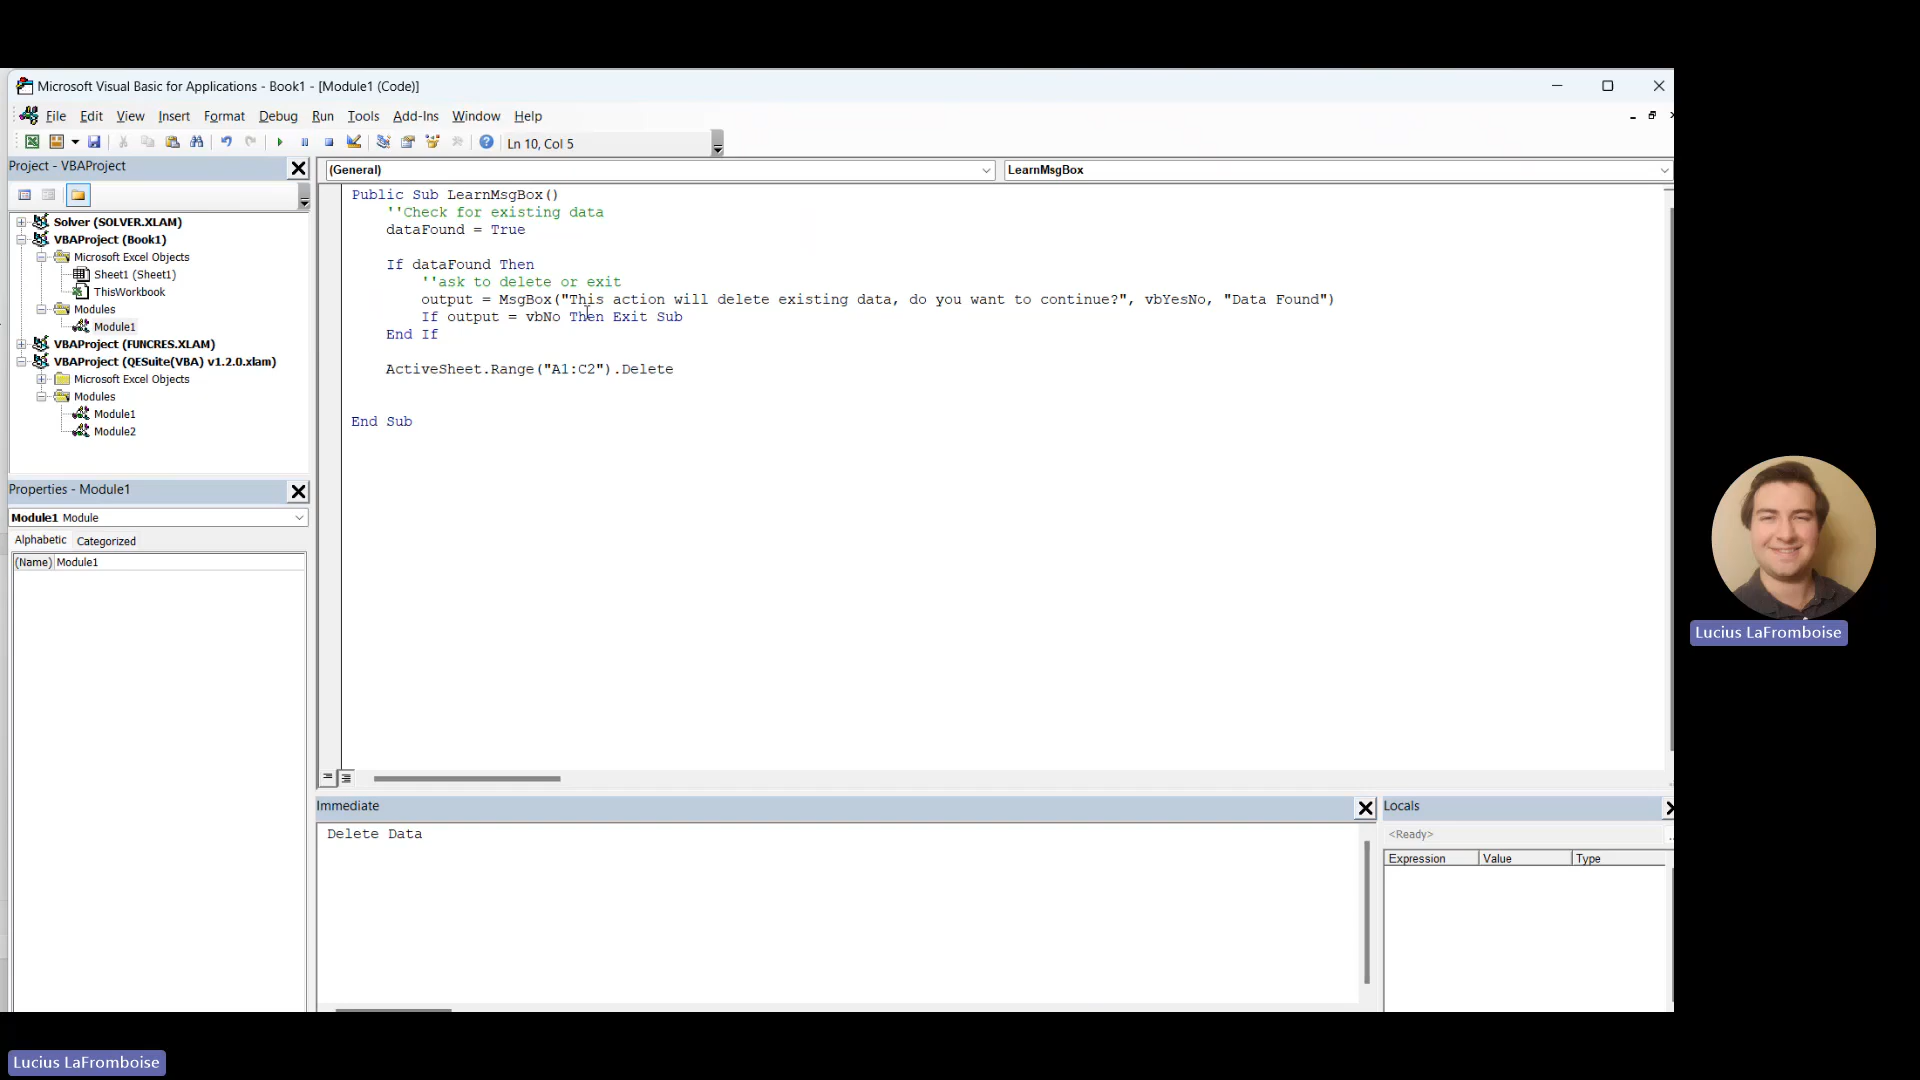 Microsoft Visual Basic for Applications - Book1 - [Module1 (Code)]
File Edit View Insert Format Debug Run Tools Add-Ins Window Help
Ln 10, Col 5
Project - VBAProject
(General)
LearnMsgBox
Solver (SOLVER.XLAM)
VBAProject (Book1)
Microsoft Excel Objects
Sheet1 (Sheet1)
ThisWorkbook
Modules
Module1
VBAProject (FUNCRES.XLAM)
VBAProject (QESuite(VBA) v1.2.0.xlam)
Microsoft Excel Objects
Modules
Module1
Module2
Properties - Module1
Module1 Module
Alphabetic Categorized
(Name) Module1
Public Sub LearnMsgBox()
''Check for existing data
dataFound = True
If dataFound Then
''ask to delete or exit
output = MsgBox("This action will delete existing data, do you want to continue?", vbYesNo, "Data Found")
If output = vbNo Then Exit Sub
End If
ActiveSheet.Range("A1:C2").Delete
End Sub
Immediate
Delete Data
Locals
<Ready>
Expression Value Type
Lucius LaFromboise
Lucius LaFromboise